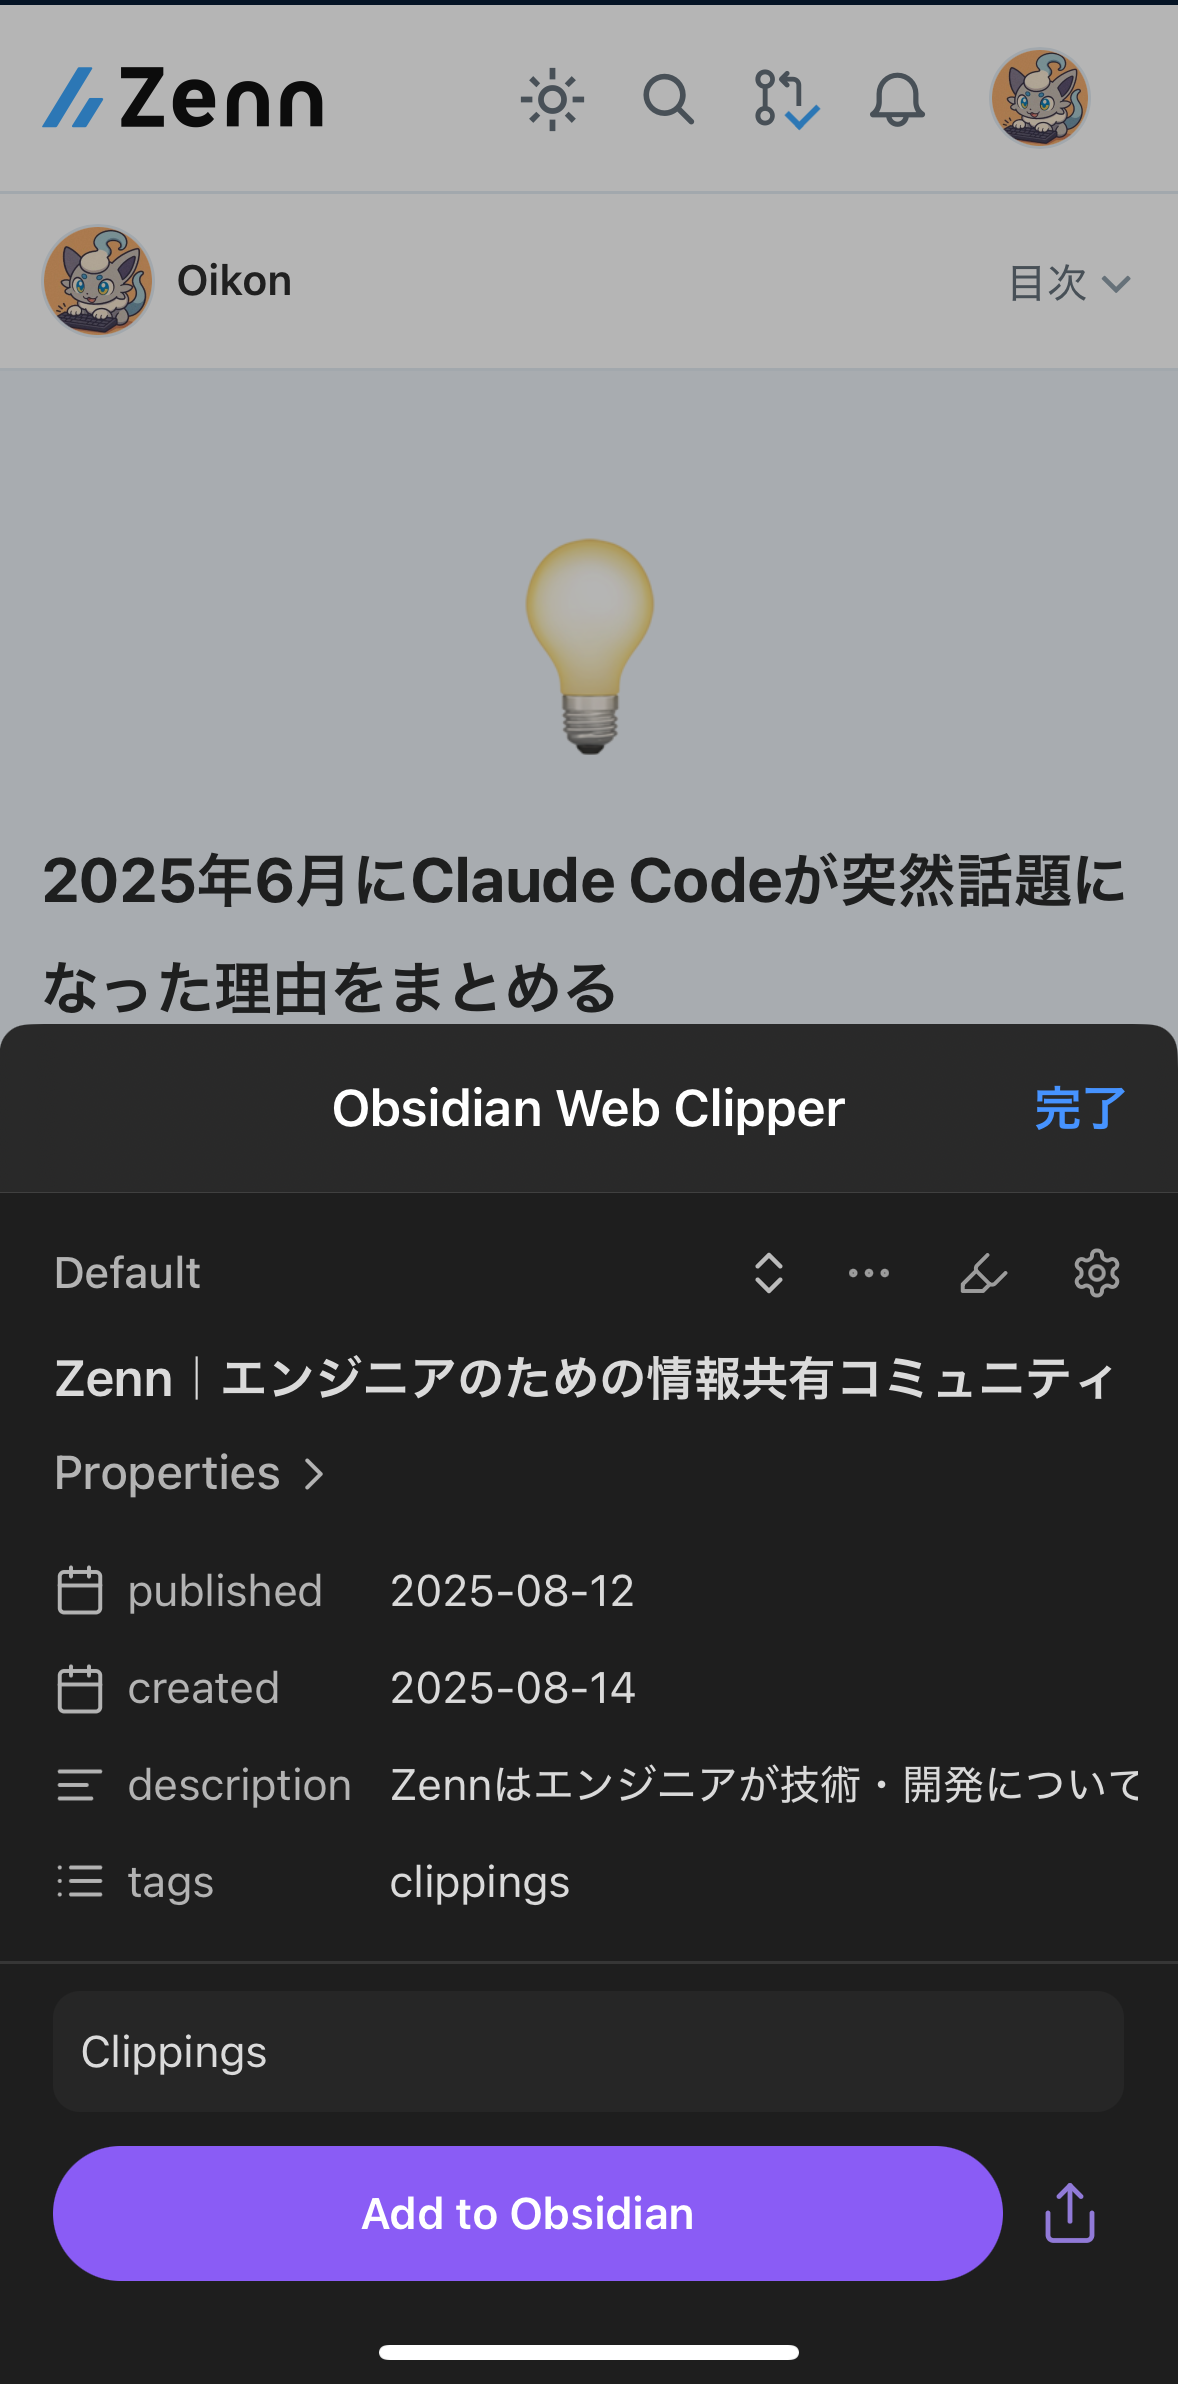 Zenn
Oikon
目次
2025年6月にClaude Codeが突然話題に
なった理由をまとめる
Obsidian Web Clipper
完了
Default
Zenn｜エンジニアのための情報共有コミュニティ
Properties
published 2025-08-12
created 2025-08-14
description Zennはエンジニアが技術・開発について
tags clippings
Clippings
Add to Obsidian